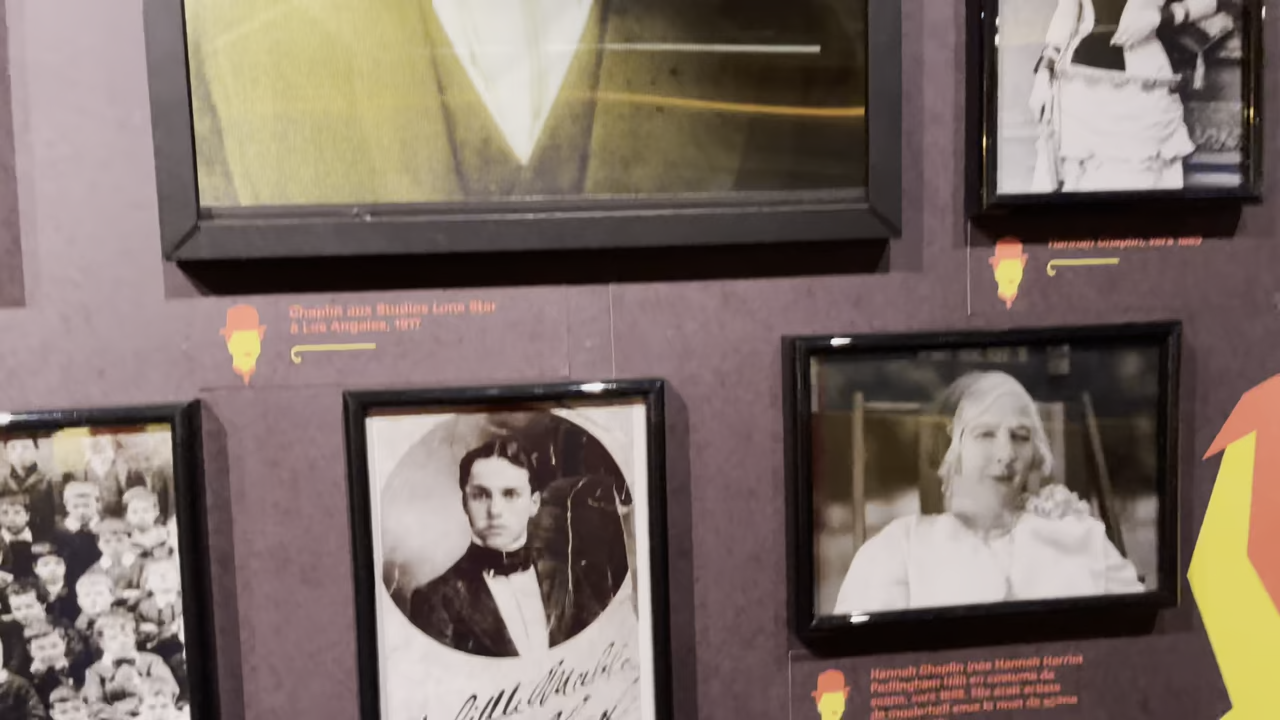 Chaplin aux Studios Lone Star
à Los Angeles, 1917
Hannah Chaplin, vers 1885
Hannah Chaplin (née Hannah Harriet
Pedlingham Hill) en costume de
scène, vers 1885. Elle était artiste
de music-hall sous le nom de scène